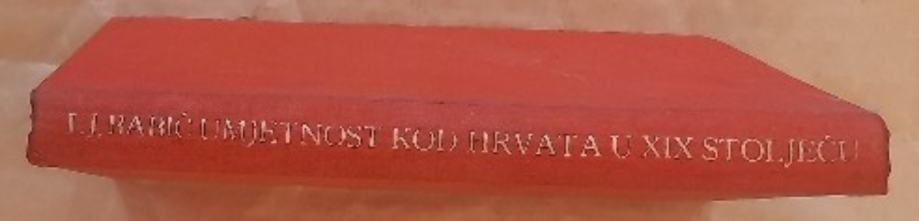 LJ BABIĆ UMJETNOST KOD HRVATA U XIX STOLJEĆU